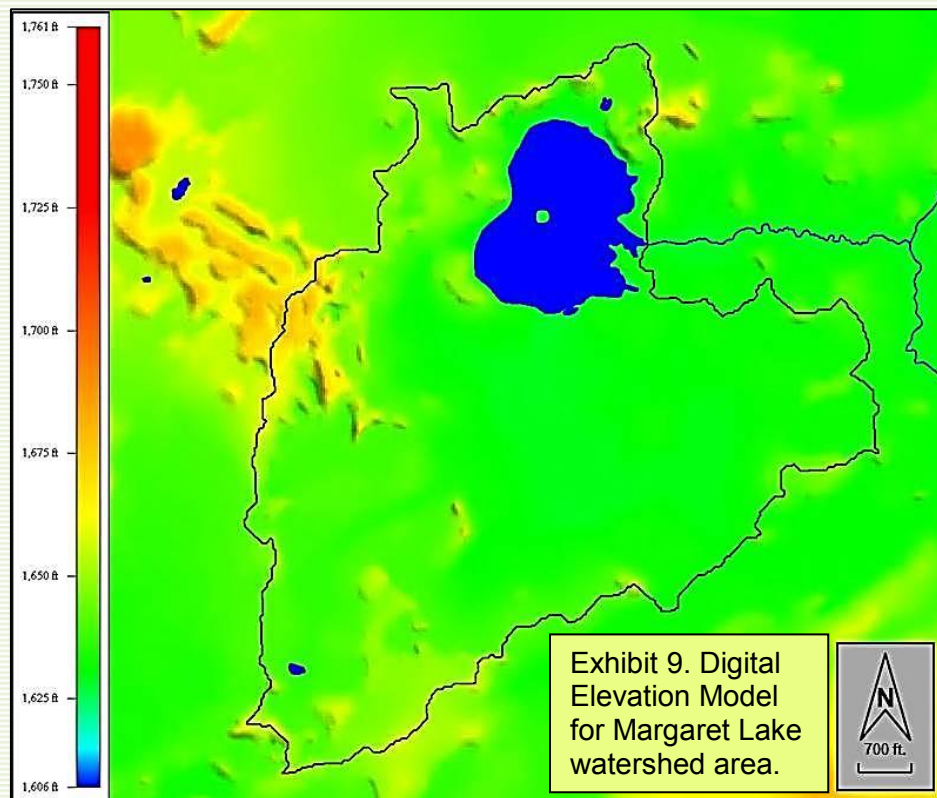 1,761 ft
1,750 ft
1,725 ft
1,700 ft
1,675 ft
1,650 ft
1,625 ft
1,606 ft
Exhibit 9. Digital
Elevation Model
for Margaret Lake
watershed area.
N
700 ft.